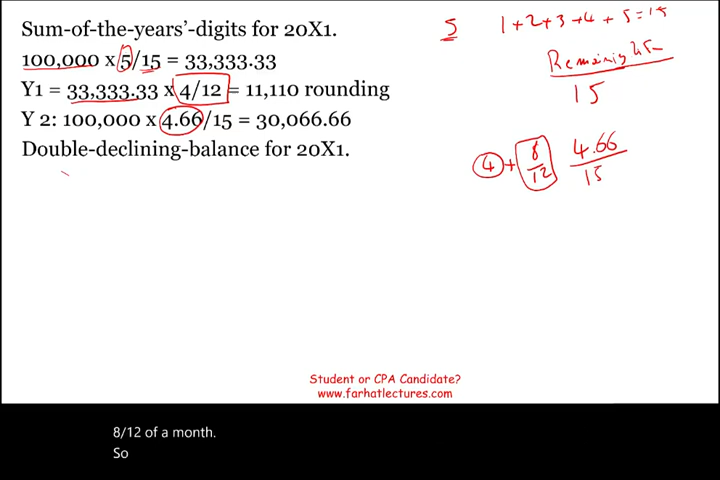 Sum-of-the-years'-digits for 20X1.
100,000 x 5/15 = 33,333.33
Y1 = 33,333.33 x 4/12 = 11,110 rounding
Y 2: 100,000 x 4.66/15 = 30,066.66
Double-declining-balance for 20X1.
5 1+2+3+4+5=15
Remaining life
15
4 + 8/12 4.66/15
Student or CPA Candidate?
www.farhatlectures.com
8/12 of a month.
So